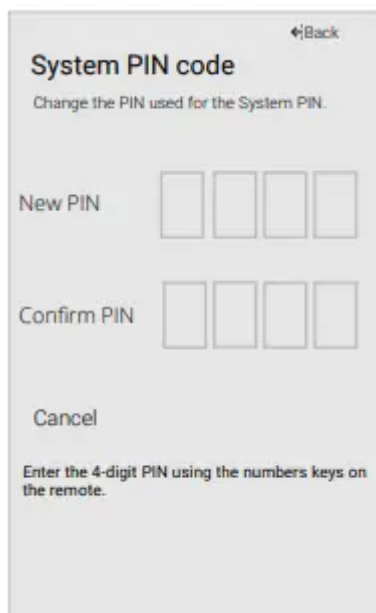 Back
System PIN code
Change the PIN used for the System PIN.
New PIN
Confirm PIN
Cancel
Enter the 4-digit PIN using the numbers keys on
the remote.